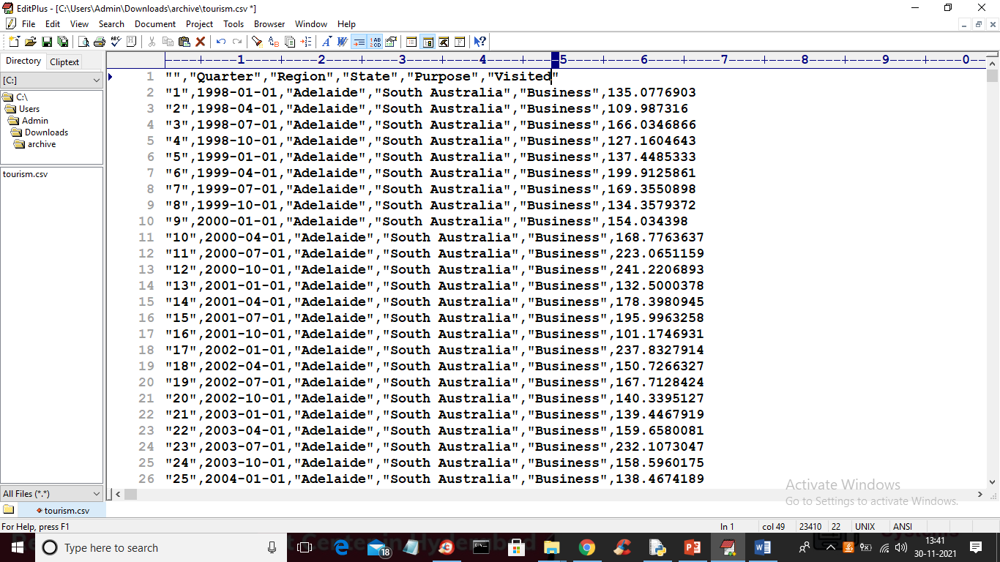 EditPlus - [C:\Users\Admin\Downloads\archive\tourism.csv *]
File Edit View Search Document Project Tools Browser Window Help
Directory Cliptext
[C:]
C:\
Users
Admin
Downloads
archive
tourism.csv
----+----1----+----2----+----3----+----4----+----5----+----6----+----7----+----8----+----9----+----0--
1 "","Quarter","Region","State","Purpose","Visited"
2 "1",1998-01-01,"Adelaide","South Australia","Business",135.0776903
3 "2",1998-04-01,"Adelaide","South Australia","Business",109.987316
4 "3",1998-07-01,"Adelaide","South Australia","Business",166.0346866
5 "4",1998-10-01,"Adelaide","South Australia","Business",127.1604643
6 "5",1999-01-01,"Adelaide","South Australia","Business",137.4485333
7 "6",1999-04-01,"Adelaide","South Australia","Business",199.9125861
8 "7",1999-07-01,"Adelaide","South Australia","Business",169.3550898
9 "8",1999-10-01,"Adelaide","South Australia","Business",134.3579372
10 "9",2000-01-01,"Adelaide","South Australia","Business",154.034398
11 "10",2000-04-01,"Adelaide","South Australia","Business",168.7763637
12 "11",2000-07-01,"Adelaide","South Australia","Business",223.0651159
13 "12",2000-10-01,"Adelaide","South Australia","Business",241.2206893
14 "13",2001-01-01,"Adelaide","South Australia","Business",132.5000378
15 "14",2001-04-01,"Adelaide","South Australia","Business",178.3980945
16 "15",2001-07-01,"Adelaide","South Australia","Business",195.9963258
17 "16",2001-10-01,"Adelaide","South Australia","Business",101.1746931
18 "17",2002-01-01,"Adelaide","South Australia","Business",237.8327914
19 "18",2002-04-01,"Adelaide","South Australia","Business",150.7266327
20 "19",2002-07-01,"Adelaide","South Australia","Business",167.7128424
21 "20",2002-10-01,"Adelaide","South Australia","Business",140.3395127
22 "21",2003-01-01,"Adelaide","South Australia","Business",139.4467919
23 "22",2003-04-01,"Adelaide","South Australia","Business",159.6580081
24 "23",2003-07-01,"Adelaide","South Australia","Business",232.1073047
25 "24",2003-10-01,"Adelaide","South Australia","Business",158.5960175
26 "25",2004-01-01,"Adelaide","South Australia","Business",138.4674189
Activate Windows
Go to Settings to activate Windows.
All Files (*.*)
tourism.csv
For Help, press F1
ln 1 col 49 23410 22 UNIX ANSI
Type here to search
18
13:41
30-11-2021